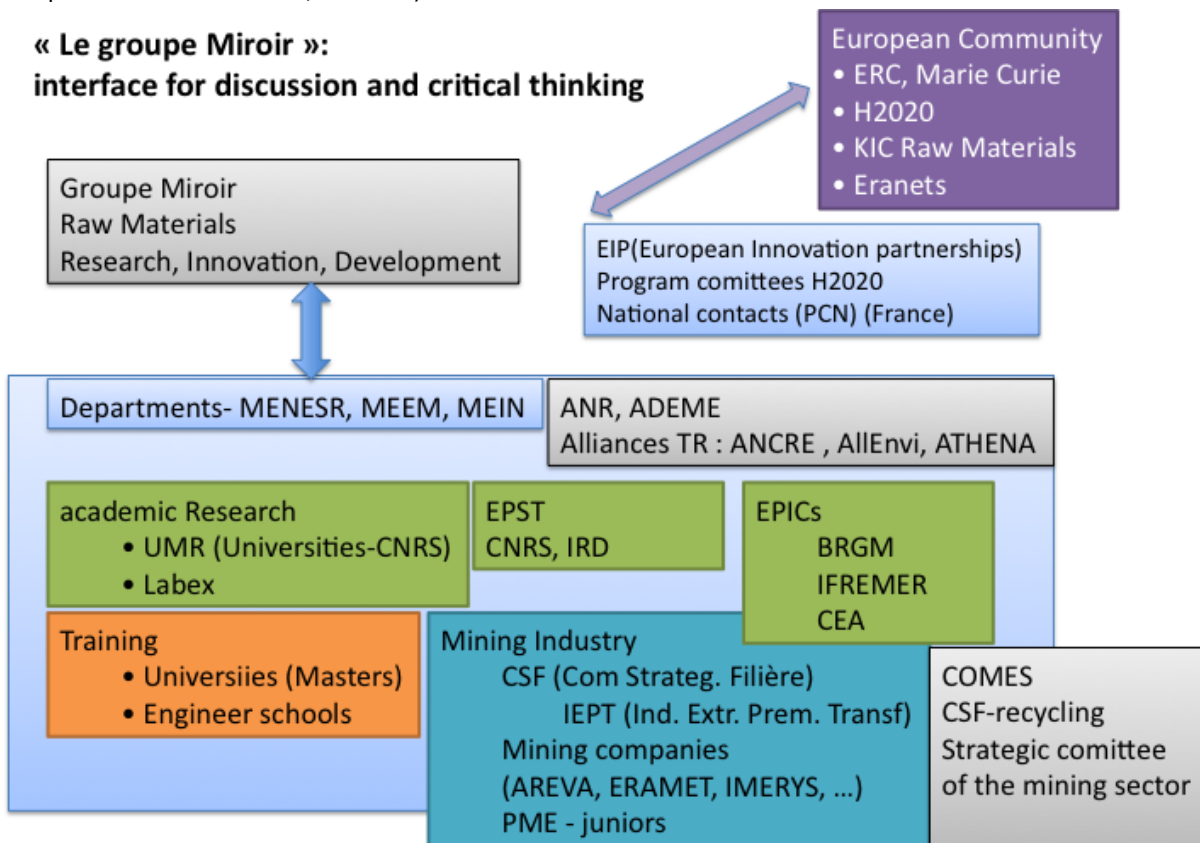 « Le groupe Miroir »:
interface for discussion and critical thinking
European Community
• ERC, Marie Curie
• H2020
• KIC Raw Materials
• Eranets
Groupe Miroir
Raw Materials
Research, Innovation, Development
EIP(European Innovation partnerships)
Program comittees H2020
National contacts (PCN) (France)
Departments- MENESR, MEEM, MEIN
ANR, ADEME
Alliances TR : ANCRE , AllEnvi, ATHENA
academic Research
• UMR (Universities-CNRS)
• Labex
EPST
CNRS, IRD
EPICs
BRGM
IFREMER
CEA
Training
• Universiies (Masters)
• Engineer schools
Mining Industry
CSF (Com Strateg. Filière)
IEPT (Ind. Extr. Prem. Transf)
Mining companies
(AREVA, ERAMET, IMERYS, ...)
PME - juniors
COMES
CSF-recycling
Strategic comittee
of the mining sector